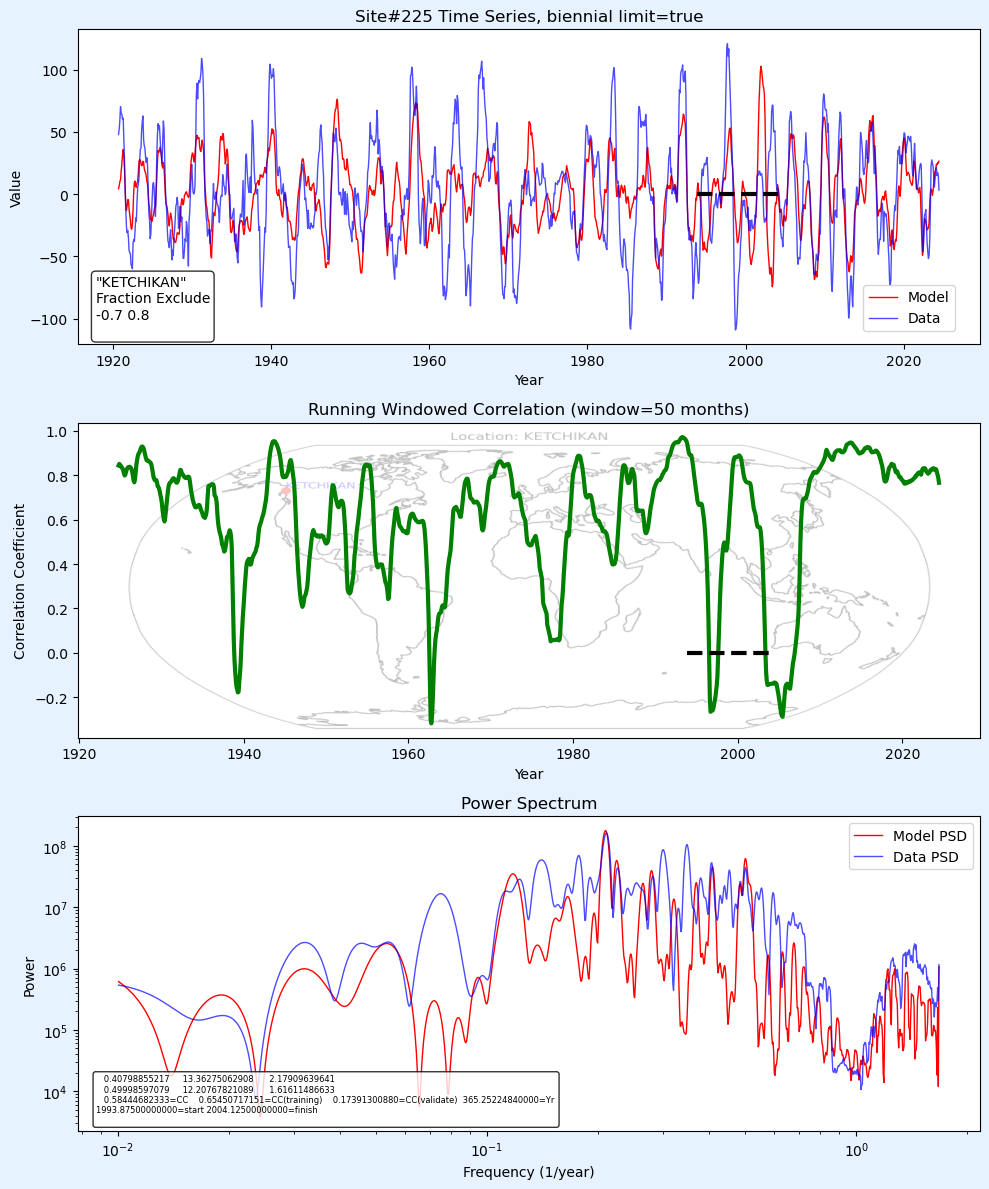 Site#225 Time Series, biennial limit=true
Value
100
50
0
−50
−100
"KETCHIKAN"
Fraction Exclude
-0.7 0.8
Model
Data
1920 1940 1960 1980 2000 2020
Year
Running Windowed Correlation (window=50 months)
Correlation Coefficient
1.0
0.8
0.6
0.4
0.2
0.0
−0.2
Location: KETCHIKAN
KETCHIKAN
1920 1940 1960 1980 2000 2020
Year
Power Spectrum
Power
10^8
10^7
10^6
10^5
10^4
Model PSD
Data PSD
0.40798855217 13.36275062908 2.17909639641
0.49998597079 12.20767821089 1.61611486633
0.58444682333=CC 0.65450717151=CC(training) 0.17391300880=CC(validate) 365.25224840000=Yr
1993.87500000000=start 2004.12500000000=finish
10^−2 10^−1 10^0
Frequency (1/year)